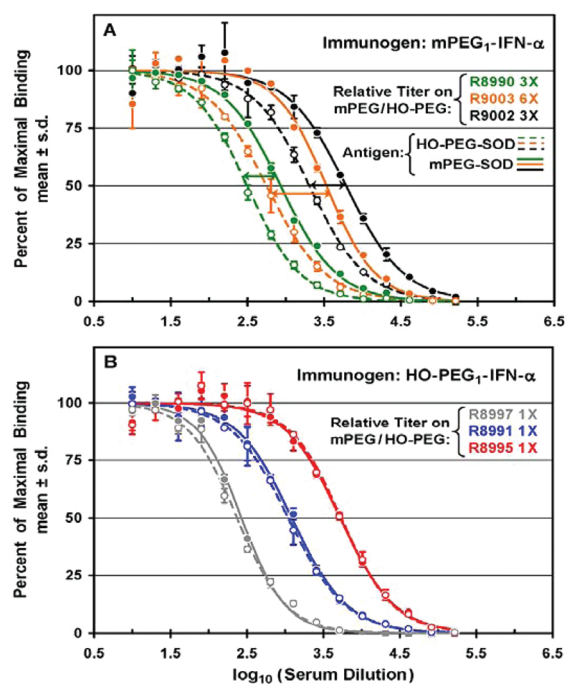 A
Immunogen: mPEG₁-IFN-α
Relative Titer on
mPEG/HO-PEG:
R8990 3X
R9003 6X
R9002 3X
Antigen:
HO-PEG-SOD
mPEG-SOD
Percent of Maximal Binding
mean ± s.d.
100
75
50
25
0
0.5 1.5 2.5 3.5 4.5 5.5 6.5
B
Immunogen: HO-PEG₁-IFN-α
Relative Titer on
mPEG/HO-PEG:
R8997 1X
R8991 1X
R8995 1X
Percent of Maximal Binding
mean ± s.d.
100
75
50
25
0
0.5 1.5 2.5 3.5 4.5 5.5 6.5
log₁₀ (Serum Dilution)